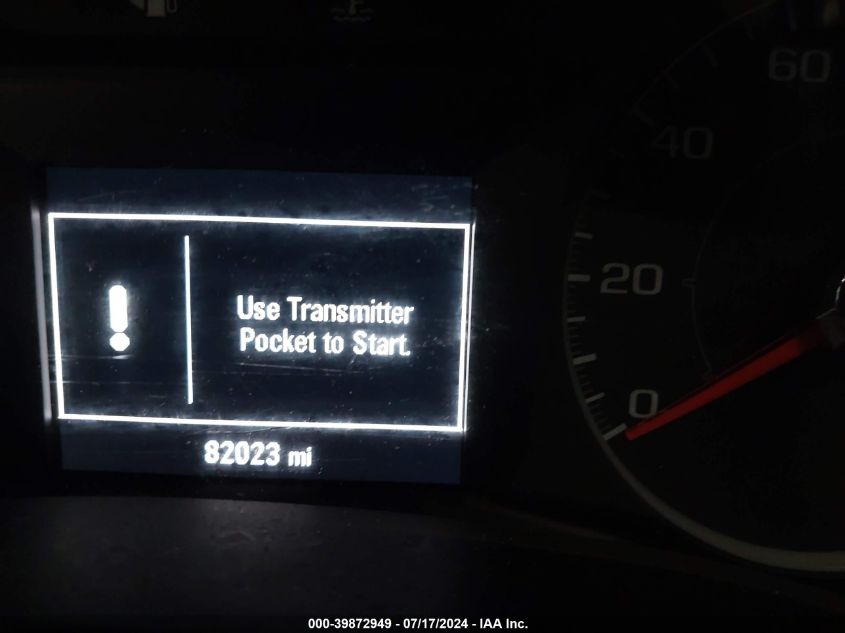 60
40
20
0
Use Transmitter
Pocket to Start.
82023 mi
000-39872949 - 07/17/2024 - IAA Inc.